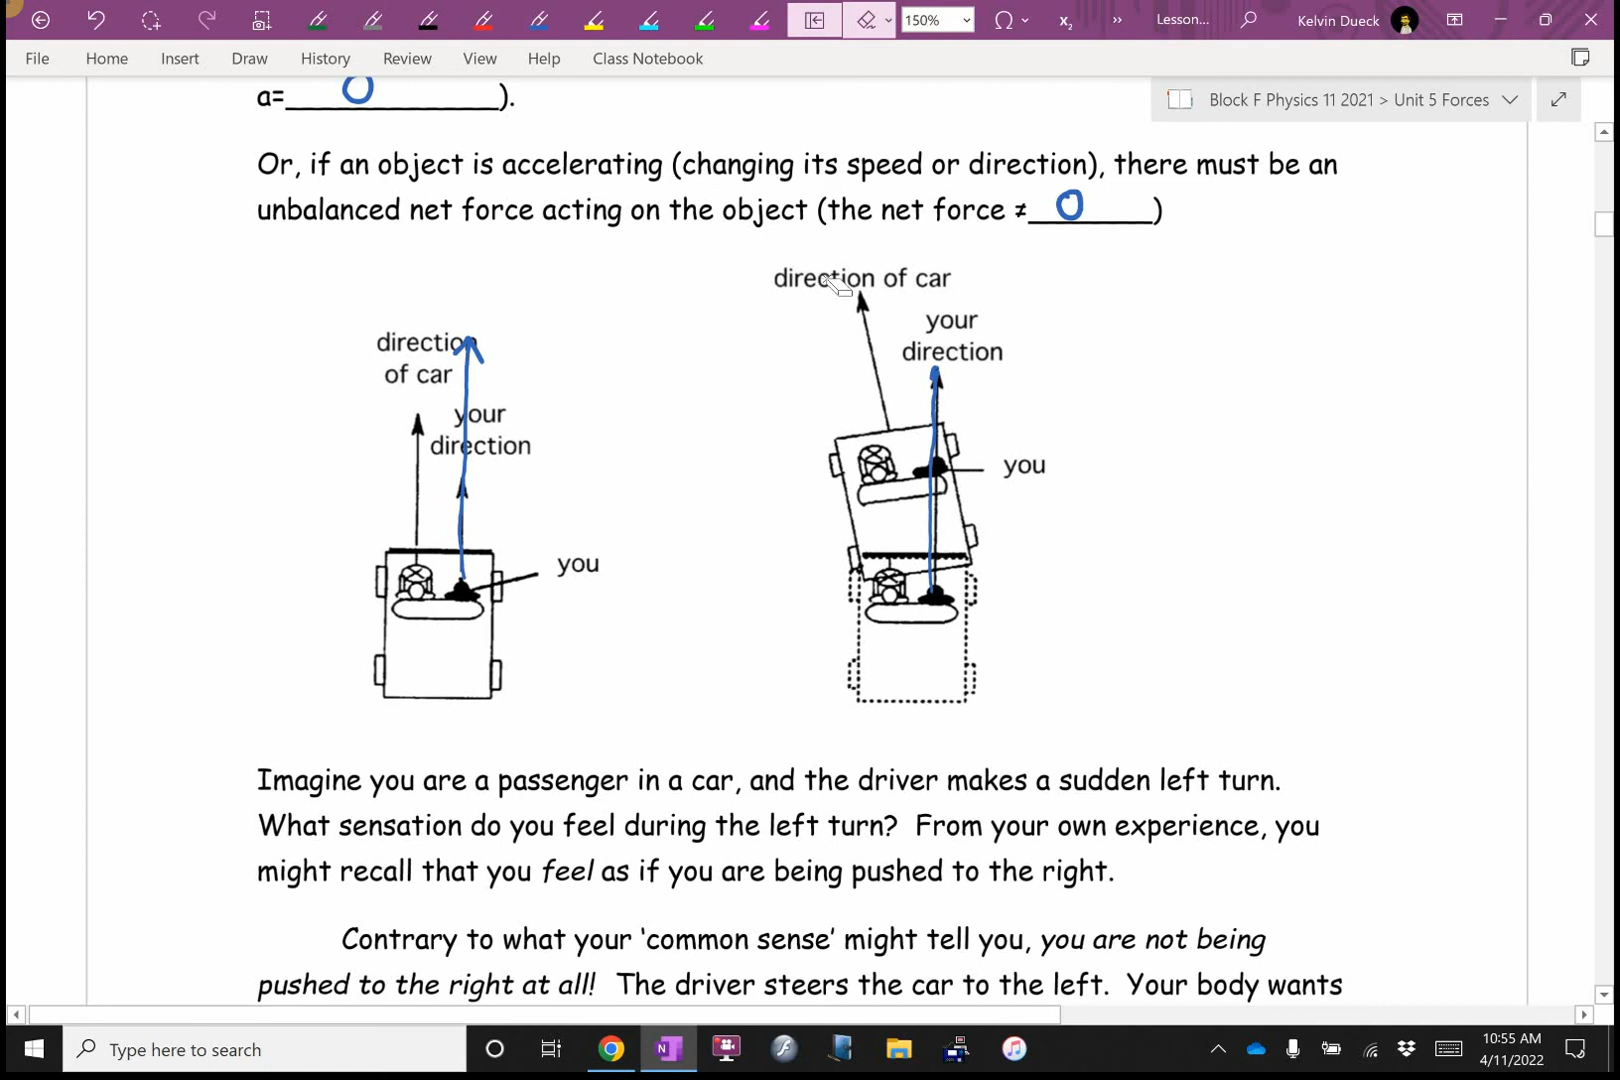 150%
Ω
x₂
»
Lesson...
Kelvin Dueck
File
Home
Insert
Draw
History
Review
View
Help
Class Notebook
Block F Physics 11 2021 > Unit 5 Forces
a=______0______).
Or, if an object is accelerating (changing its speed or direction), there must be an
unbalanced net force acting on the object (the net force ≠___0___)
direction
of car
your
direction
you
direction of car
your
direction
you
Imagine you are a passenger in a car, and the driver makes a sudden left turn.
What sensation do you feel during the left turn? From your own experience, you
might recall that you feel as if you are being pushed to the right.
Contrary to what your ‘common sense’ might tell you, you are not being
pushed to the right at all! The driver steers the car to the left. Your body wants
Type here to search
10:55 AM
4/11/2022